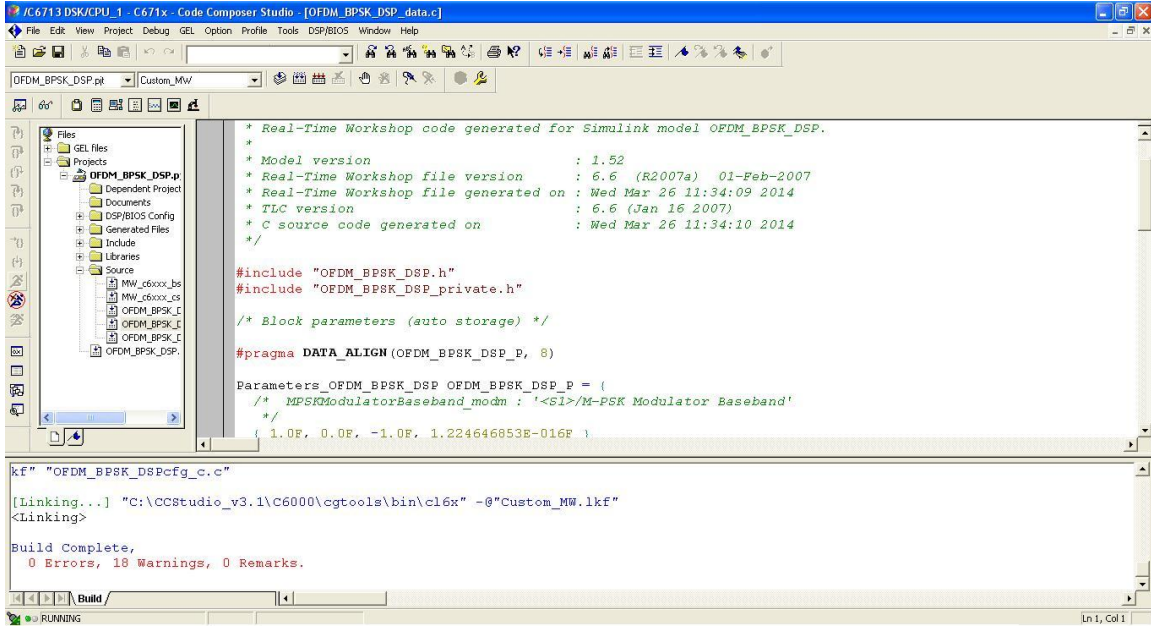 /C6713 DSK/CPU_1 - C671x - Code Composer Studio - [OFDM_BPSK_DSP_data.c]
File Edit View Project Debug GEL Option Profile Tools DSP/BIOS Window Help
OFDM_BPSK_DSP.pjt Custom_MW
Files
GEL files
Projects
OFDM_BPSK_DSP.p
Dependent Project
Documents
DSP/BIOS Config
Generated Files
Include
Libraries
Source
MW_c6xxx_bs
MW_c6xxx_cs
OFDM_BPSK_D
OFDM_BPSK_D
OFDM_BPSK_D
OFDM_BPSK_DSP.
* Real-Time Workshop code generated for Simulink model OFDM_BPSK_DSP.
*
* Model version : 1.52
* Real-Time Workshop file version : 6.6 (R2007a) 01-Feb-2007
* Real-Time Workshop file generated on : Wed Mar 26 11:34:09 2014
* TLC version : 6.6 (Jan 16 2007)
* C source code generated on : Wed Mar 26 11:34:10 2014
*/
#include "OFDM_BPSK_DSP.h"
#include "OFDM_BPSK_DSP_private.h"
/* Block parameters (auto storage) */
#pragma DATA_ALIGN(OFDM_BPSK_DSP_P, 8)
Parameters_OFDM_BPSK_DSP OFDM_BPSK_DSP_P = {
/* MPSKModulatorBaseband_modm : '<S1>/M-PSK Modulator Baseband'
*/
{ 1.0F, 0.0F, -1.0F, 1.224646853E-016F }
kf" "OFDM_BPSK_DSPcfg_c.c"
[Linking...] "C:\CCStudio_v3.1\C6000\cgtools\bin\cl6x" -@"Custom_MW.lkf"
<Linking>
Build Complete,
0 Errors, 18 Warnings, 0 Remarks.
Build
RUNNING
Ln 1, Col 1